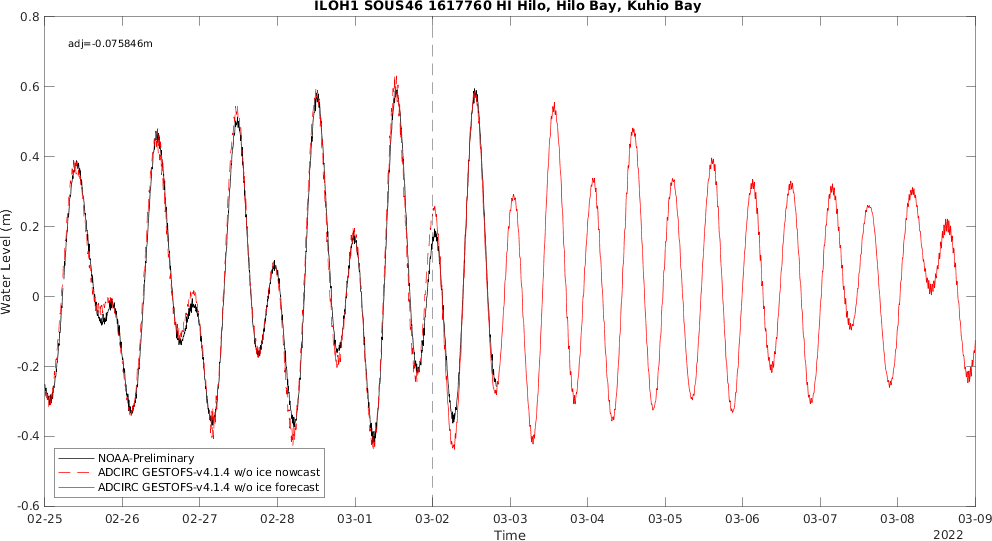 ILOH1 SOUS46 1617760 HI Hilo, Hilo Bay, Kuhio Bay
0.8
adj=-0.075846m
0.6
0.4
0.2
0
-0.2
-0.4
-0.6
Water Level (m)
NOAA-Preliminary
ADCIRC GESTOFS-v4.1.4 w/o ice nowcast
ADCIRC GESTOFS-v4.1.4 w/o ice forecast
02-25 02-26 02-27 02-28 03-01 03-02 03-03 03-04 03-05 03-06 03-07 03-08 03-09
Time
2022